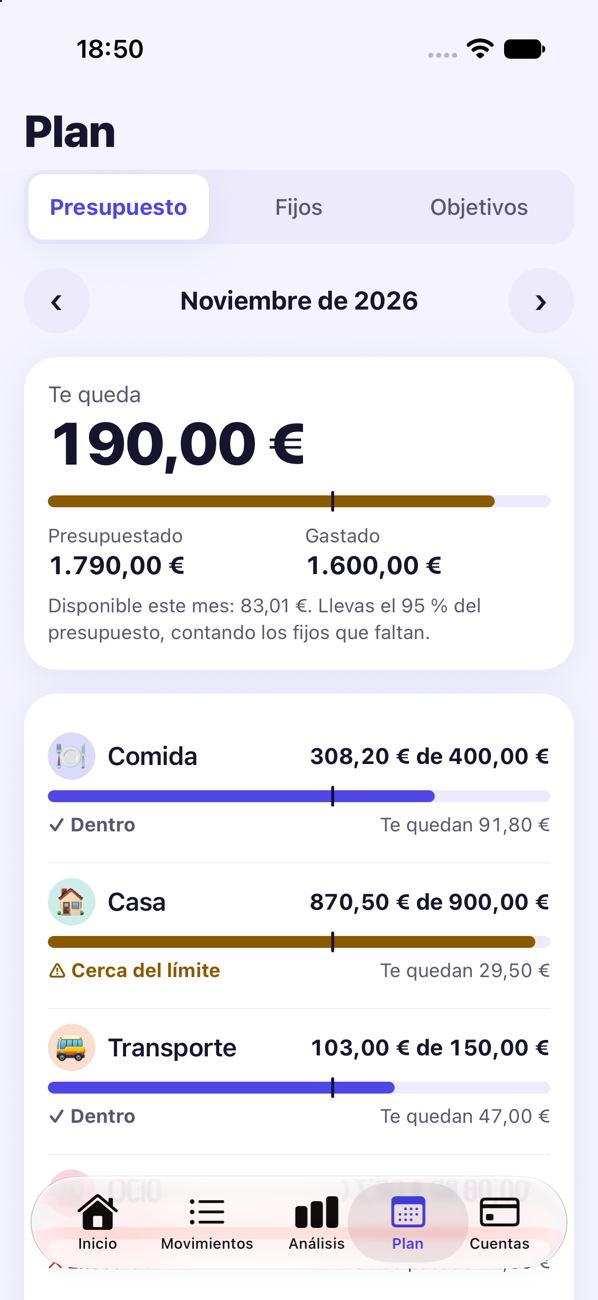 18:50
Plan
Presupuesto Fijos Objetivos
‹ Noviembre de 2026 ›
Te queda
190,00 €
Presupuestado Gastado
1.790,00 € 1.600,00 €
Disponible este mes: 83,01 €. Llevas el 95 % del
presupuesto, contando los fijos que faltan.
Comida 308,20 € de 400,00 €
✓ Dentro Te quedan 91,80 €
Casa 870,50 € de 900,00 €
⚠ Cerca del límite Te quedan 29,50 €
Transporte 103,00 € de 150,00 €
✓ Dentro Te quedan 47,00 €
Inicio Movimientos Análisis Plan Cuentas